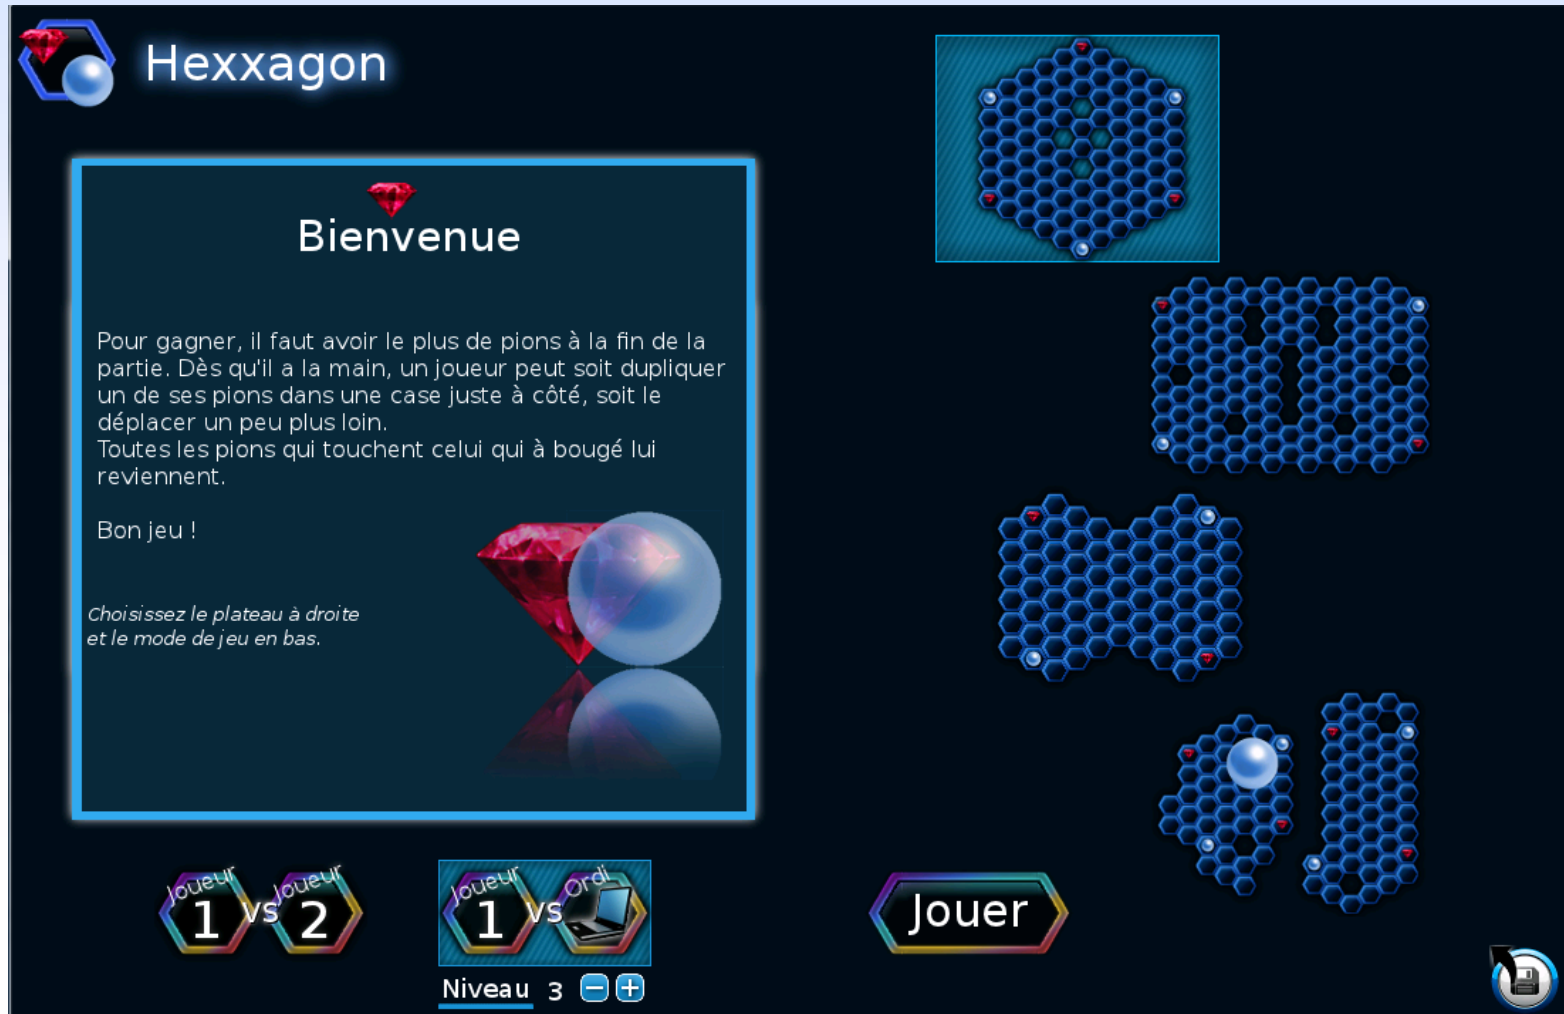 Hexxagon
Bienvenue
Pour gagner, il faut avoir le plus de pions à la fin de la
partie. Dès qu'il a la main, un joueur peut soit dupliquer
un de ses pions dans une case juste à côté, soit le
déplacer un peu plus loin.
Toutes les pions qui touchent celui qui à bougé lui
reviennent.
Bon jeu !
Choisissez le plateau à droite
et le mode de jeu en bas.
Joueur 1 vs Joueur 2
Joueur 1 vs Ordi
Niveau 3 − +
Jouer